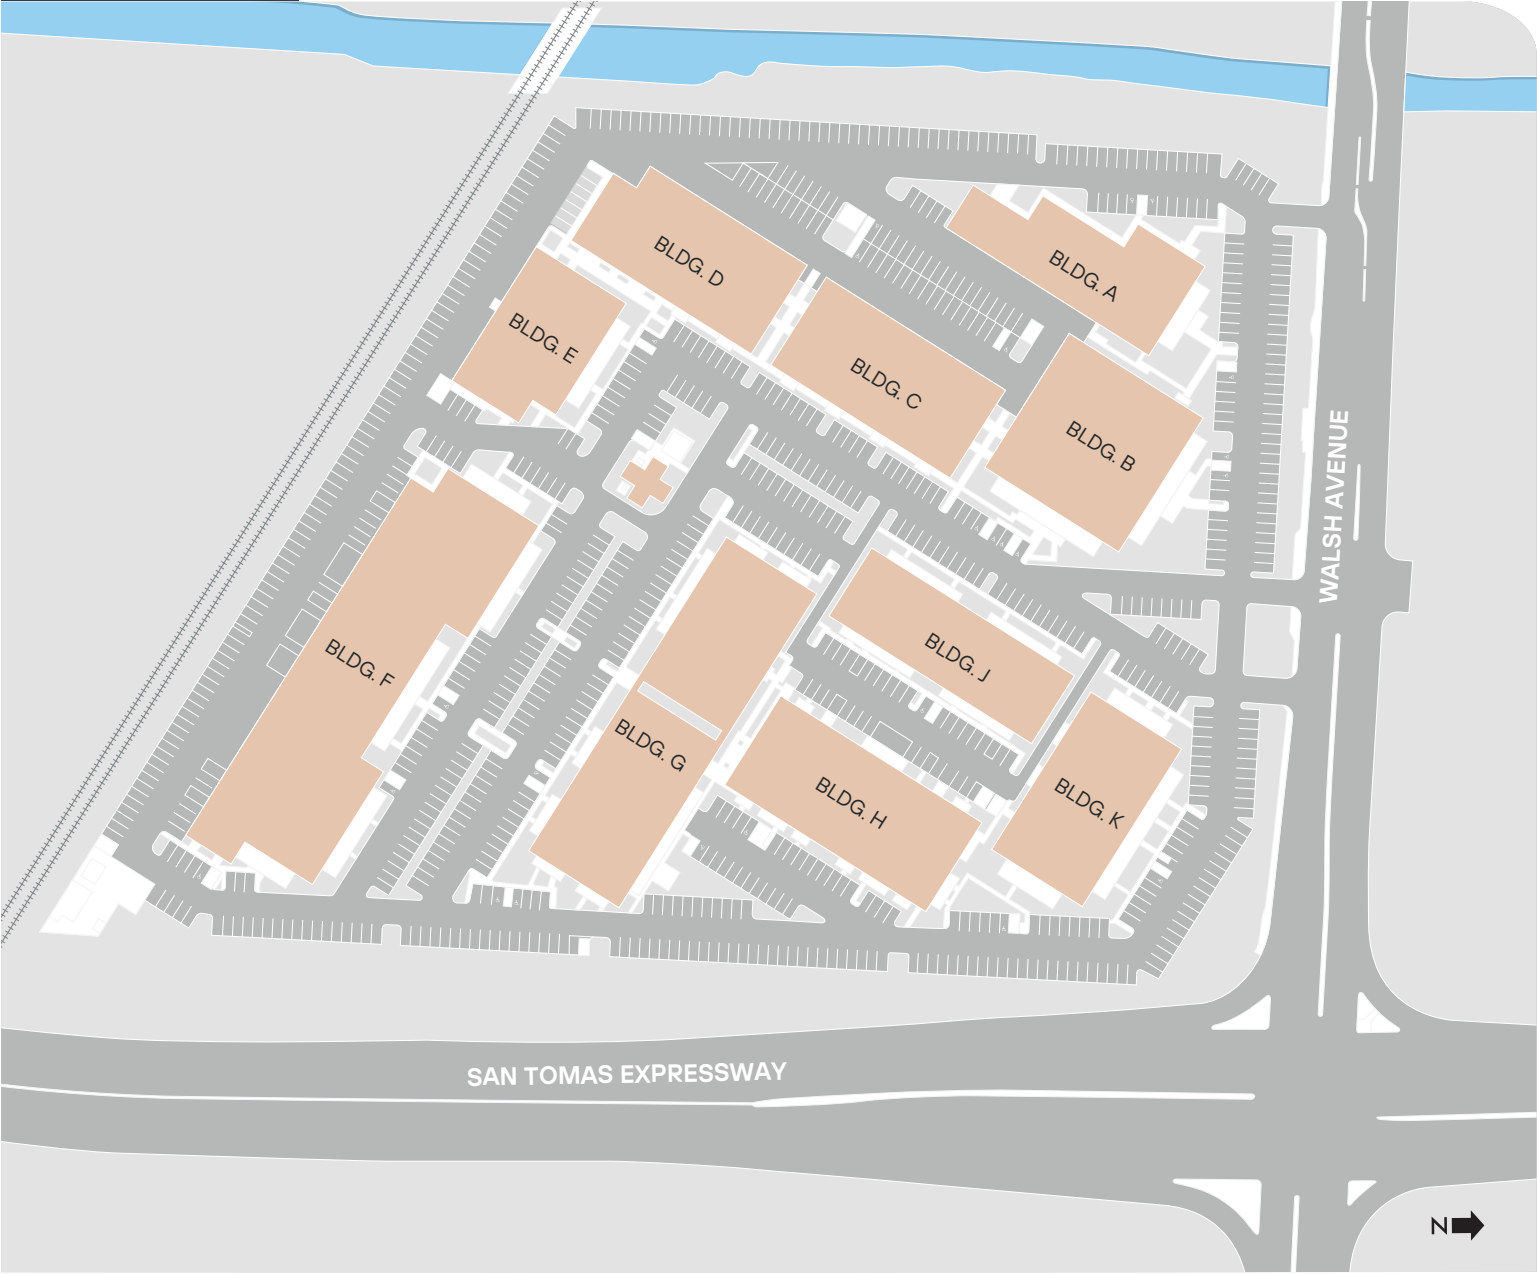 BLDG. A
BLDG. D
BLDG. E
BLDG. C
BLDG. B
WALSH AVENUE
BLDG. F
BLDG. J
BLDG. G
BLDG. H
BLDG. K
SAN TOMAS EXPRESSWAY
N